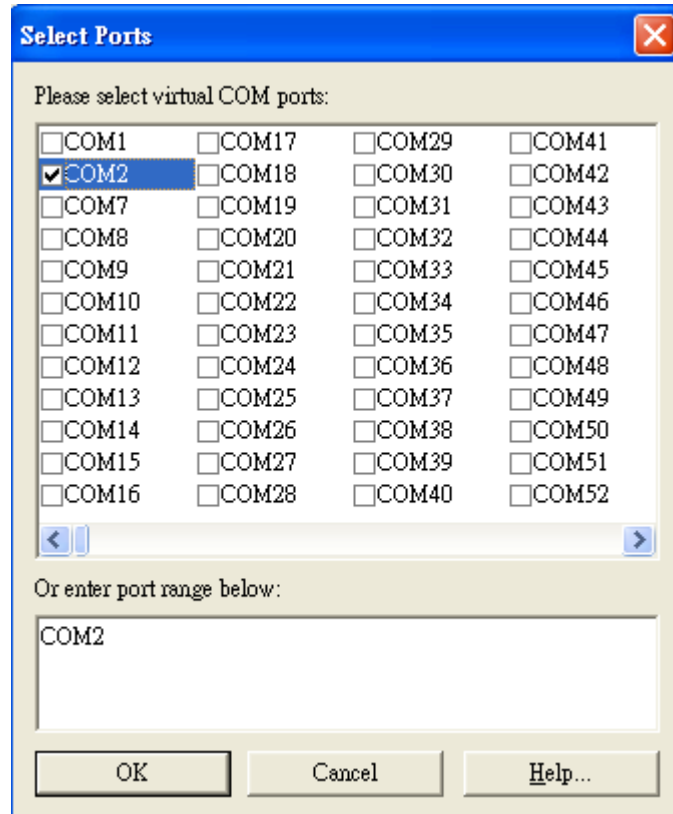 Select Ports
Please select virtual COM ports:
COM1 COM17 COM29 COM41
COM2 COM18 COM30 COM42
COM7 COM19 COM31 COM43
COM8 COM20 COM32 COM44
COM9 COM21 COM33 COM45
COM10 COM22 COM34 COM46
COM11 COM23 COM35 COM47
COM12 COM24 COM36 COM48
COM13 COM25 COM37 COM49
COM14 COM26 COM38 COM50
COM15 COM27 COM39 COM51
COM16 COM28 COM40 COM52
Or enter port range below:
COM2
OK Cancel Help...